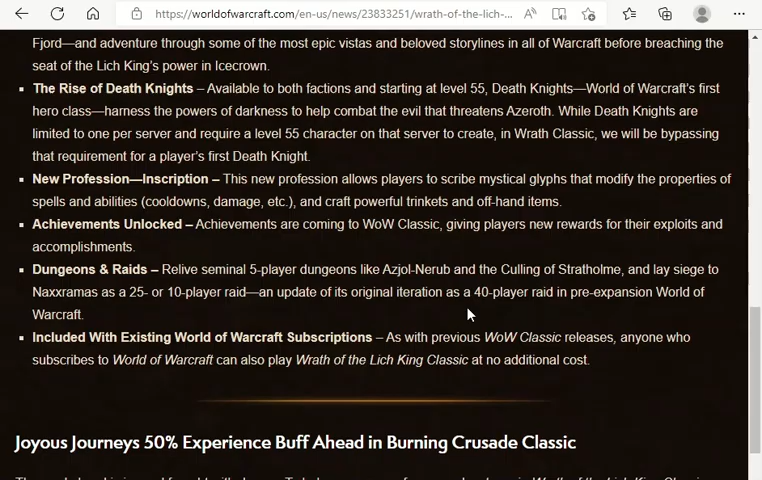 https://worldofwarcraft.com/en-us/news/23833251/wrath-of-the-lich-...
Fjord—and adventure through some of the most epic vistas and beloved storylines in all of Warcraft before breaching the
seat of the Lich King's power in Icecrown.
▪ The Rise of Death Knights – Available to both factions and starting at level 55, Death Knights—World of Warcraft's first
hero class—harness the powers of darkness to help combat the evil that threatens Azeroth. While Death Knights are
limited to one per server and require a level 55 character on that server to create, in Wrath Classic, we will be bypassing
that requirement for a player's first Death Knight.
▪ New Profession—Inscription – This new profession allows players to scribe mystical glyphs that modify the properties of
spells and abilities (cooldowns, damage, etc.), and craft powerful trinkets and off-hand items.
▪ Achievements Unlocked – Achievements are coming to WoW Classic, giving players new rewards for their exploits and
accomplishments.
▪ Dungeons & Raids – Relive seminal 5-player dungeons like Azjol-Nerub and the Culling of Stratholme, and lay siege to
Naxxramas as a 25- or 10-player raid—an update of its original iteration as a 40-player raid in pre-expansion World of
Warcraft.
▪ Included With Existing World of Warcraft Subscriptions – As with previous WoW Classic releases, anyone who
subscribes to World of Warcraft can also play Wrath of the Lich King Classic at no additional cost.
Joyous Journeys 50% Experience Buff Ahead in Burning Crusade Classic